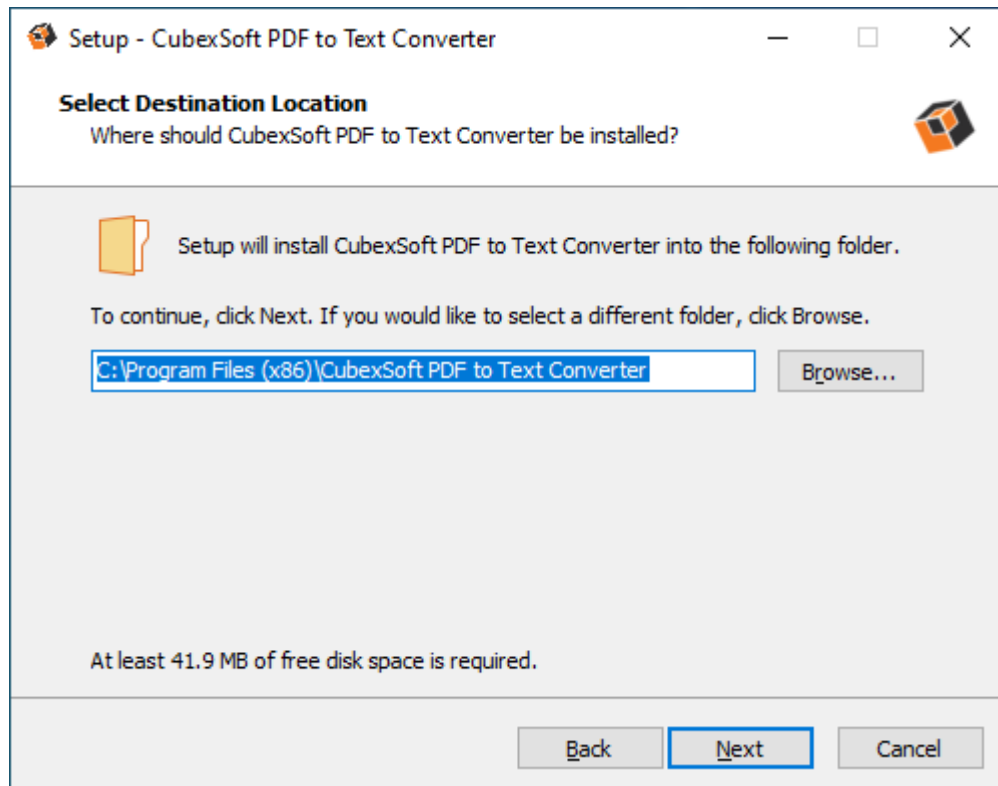 Setup - CubexSoft PDF to Text Converter
Select Destination Location
Where should CubexSoft PDF to Text Converter be installed?
Setup will install CubexSoft PDF to Text Converter into the following folder.
To continue, click Next. If you would like to select a different folder, click Browse.
C:\Program Files (x86)\CubexSoft PDF to Text Converter
Browse...
At least 41.9 MB of free disk space is required.
Back
Next
Cancel